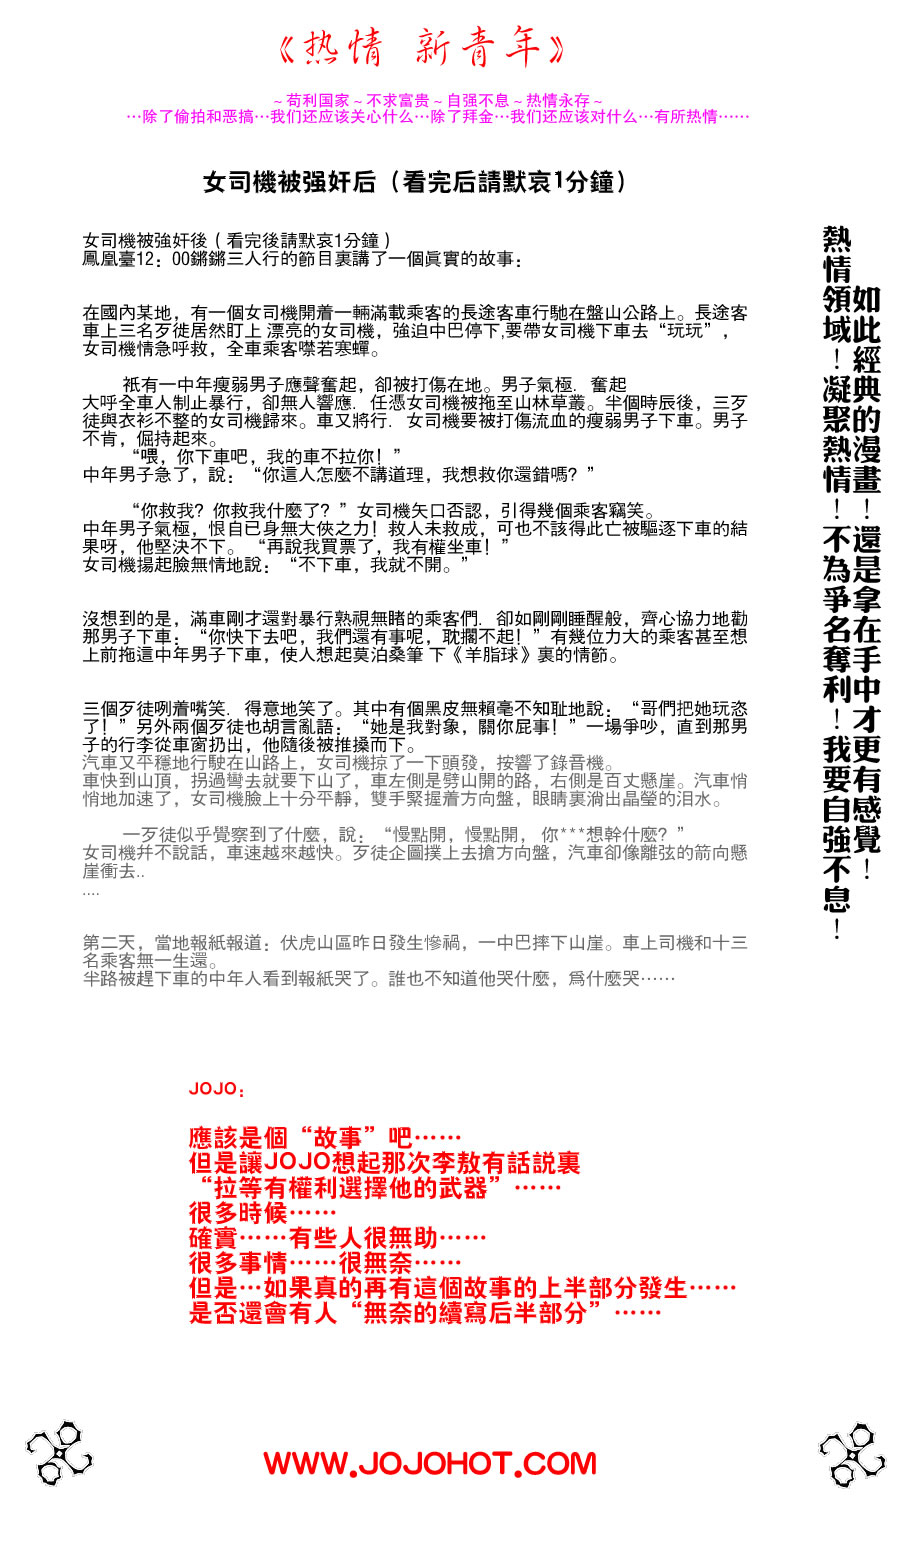 《热情 新青年》
~苟利国家~不求富贵~自强不息~热情永存~
…除了偷拍和恶搞…我们还应该关心什么…除了拜金…我们还应该对什么…有所热情……
女司機被强奸后（看完后請默哀1分鐘）
女司機被強奸後（看完後請默哀1分鐘）
鳳凰臺12：00鏘鏘三人行的節目裏講了一個眞實的故事：
在國內某地，有一個女司機開着一輛滿載乘客的長途客車行馳在盤山公路上。長途客
車上三名歹徙居然盯上 漂亮的女司機，強迫中巴停下,要帶女司機下車去“玩玩”，
女司機情急呼救，全車乘客噤若寒蟬。
祇有一中年瘦弱男子應聲奮起，卻被打傷在地。男子氣極．奮起
大呼全車人制止暴行，卻無人響應．任憑女司機被拖至山林草叢。半個時辰後，三歹
徒與衣衫不整的女司機歸來。車又將行．女司機要被打傷流血的瘦弱男子下車。男子
不肯，倔持起來。
“喂，你下車吧，我的車不拉你！”
中年男子急了，說：“你這人怎麼不講道理，我想救你還錯嗎？”
“你救我？你救我什麼了？”女司機矢口否認，引得幾個乘客竊笑。
中年男子氣極，恨自已身無大俠之力！救人未救成，可也不該得此亡被驅逐下車的結
果呀，他堅決不下。“再說我買票了，我有權坐車！”
女司機揚起臉無情地說：“不下車，我就不開。”
沒想到的是，滿車剛才還對暴行熟視無睹的乘客們．卻如剛剛睡醒般，齊心協力地勸
那男子下車：“你快下去吧，我們還有事呢，耽擱不起！”有幾位力大的乘客甚至想
上前拖這中年男子下車，使人想起莫泊桑筆 下《羊脂球》裏的情節。
三個歹徒咧着嘴笑．得意地笑了。其中有個黑皮無賴毫不知耻地說：“哥們把她玩恣
了！”另外兩個歹徒也胡言亂語：“她是我對象，關你屁事！”一場爭吵，直到那男
子的行李從車窗扔出，他隨後被推搡而下。
汽車又平穩地行駛在山路上，女司機掠了一下頭發，按響了錄音機。
車快到山頂，拐過彎去就要下山了，車左側是劈山開的路，右側是百丈懸崖。汽車悄
悄地加速了，女司機臉上十分平靜，雙手緊握着方向盤，眼睛裏淌出晶瑩的泪水。
一歹徒似乎覺察到了什麼，說：“慢點開，慢點開， 你***想幹什麼？”
女司機幷不說話，車速越來越快。歹徒企圖撲上去搶方向盤，汽車卻像離弦的箭向懸
崖衝去..
....
第二天，當地報紙報道：伏虎山區昨日發生慘禍，一中巴摔下山崖。車上司機和十三
名乘客無一生還。
半路被趕下車的中年人看到報紙哭了。誰也不知道他哭什麼，爲什麼哭……
如此經典的漫畫！還是拿在手中才更有感覺！
熱情領域！凝聚熱情！不為爭名奪利！我要自強不息！
JOJO：
應該是個“故事”吧……
但是讓JOJO想起那次李敖有話説裏
“拉等有權利選擇他的武器”……
很多時候……
確實……有些人很無助……
很多事情……很無奈……
但是…如果真的再有這個故事的上半部分發生……
是否還會有人“無奈的續寫后半部分”……
WWW.JOJOHOT.COM